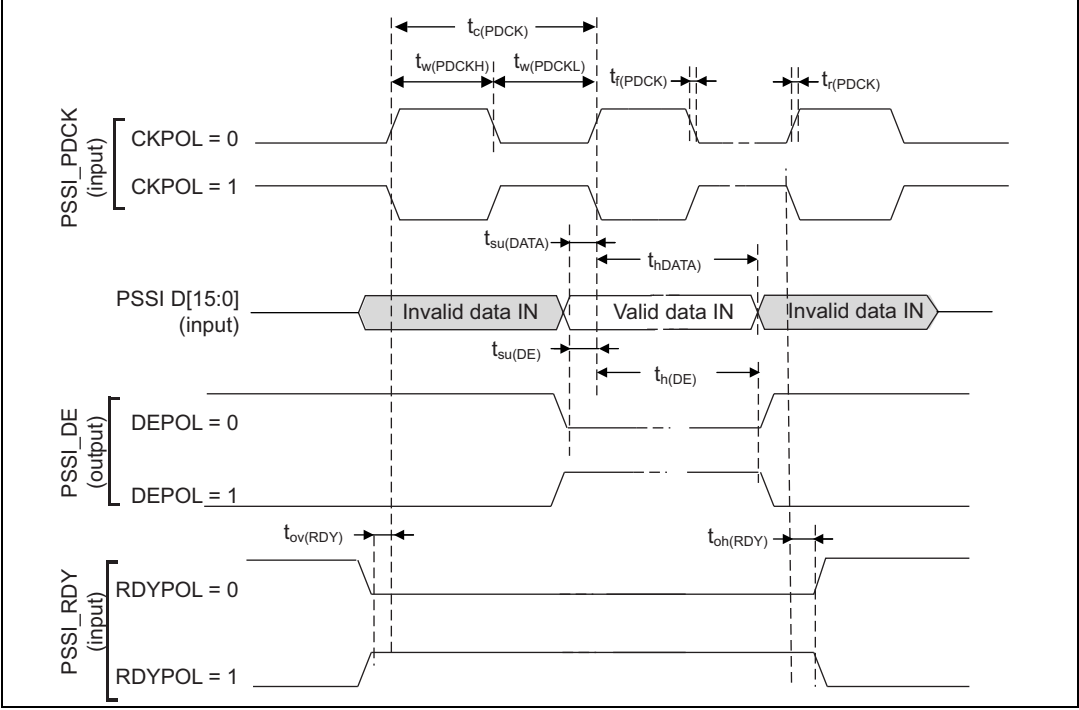 tc(PDCK)
tw(PDCKH)
tw(PDCKL)
tf(PDCK)
tr(PDCK)
PSSI_PDCK
(input)
CKPOL = 0
CKPOL = 1
tsu(DATA)
thDATA)
PSSI D[15:0]
(input)
Invalid data IN
Valid data IN
Invalid data IN
tsu(DE)
th(DE)
PSSI_DE
(output)
DEPOL = 0
DEPOL = 1
tov(RDY)
toh(RDY)
PSSI_RDY
(input)
RDYPOL = 0
RDYPOL = 1